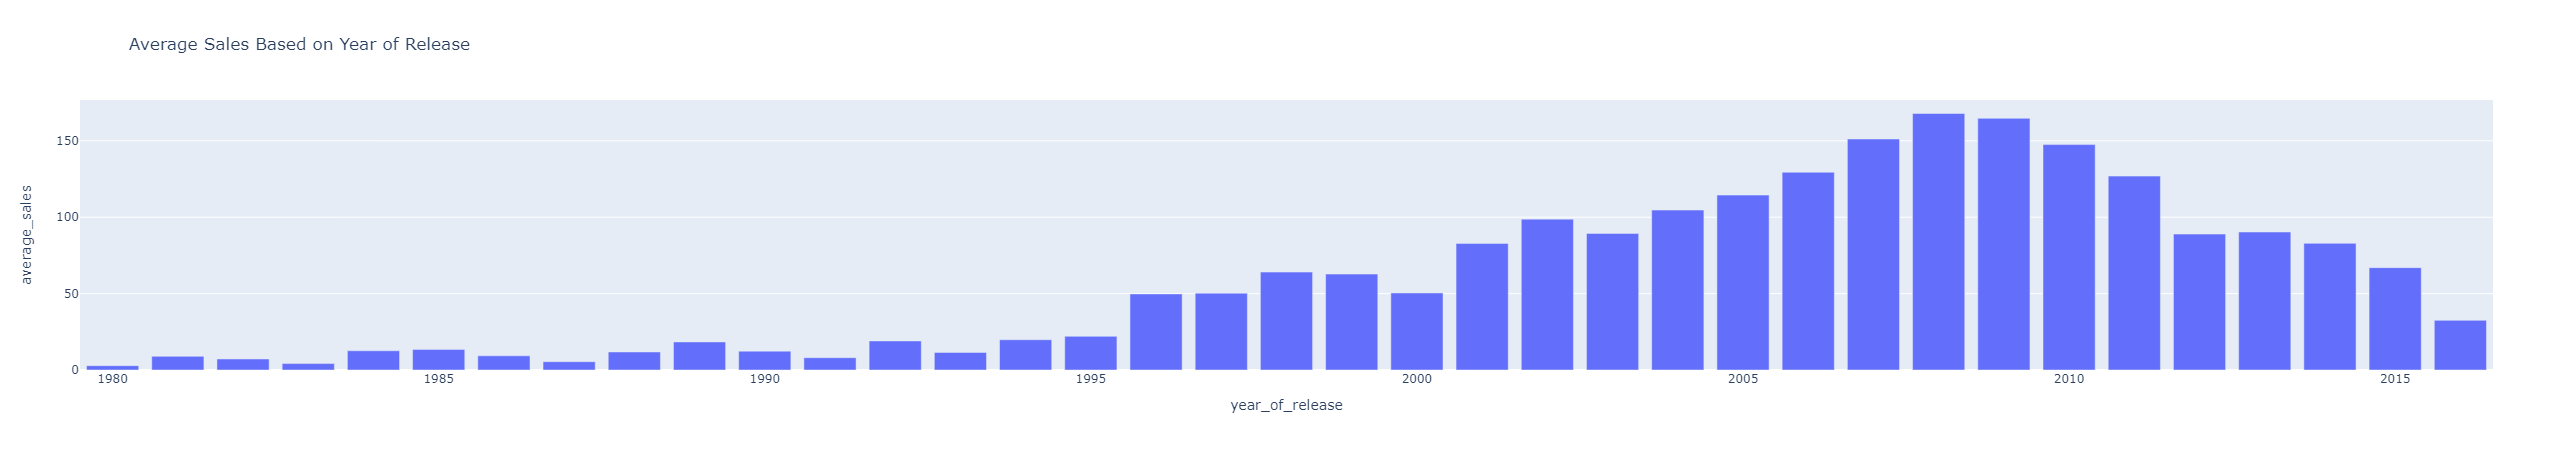 Average Sales Based on Year of Release
150
100
50
0
average_sales
1980 1985 1990 1995 2000 2005 2010 2015
year_of_release